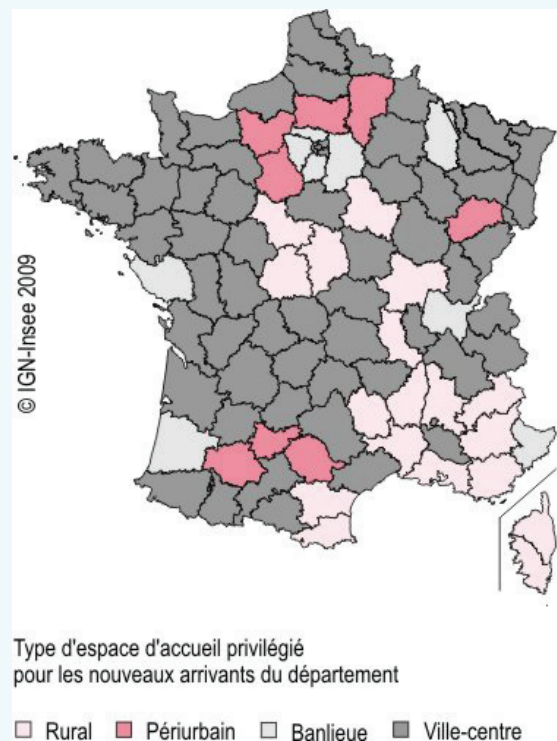 © IGN-Insee 2009
Type d'espace d'accueil privilégié
pour les nouveaux arrivants du département
Rural Périurbain Banlieue Ville-centre